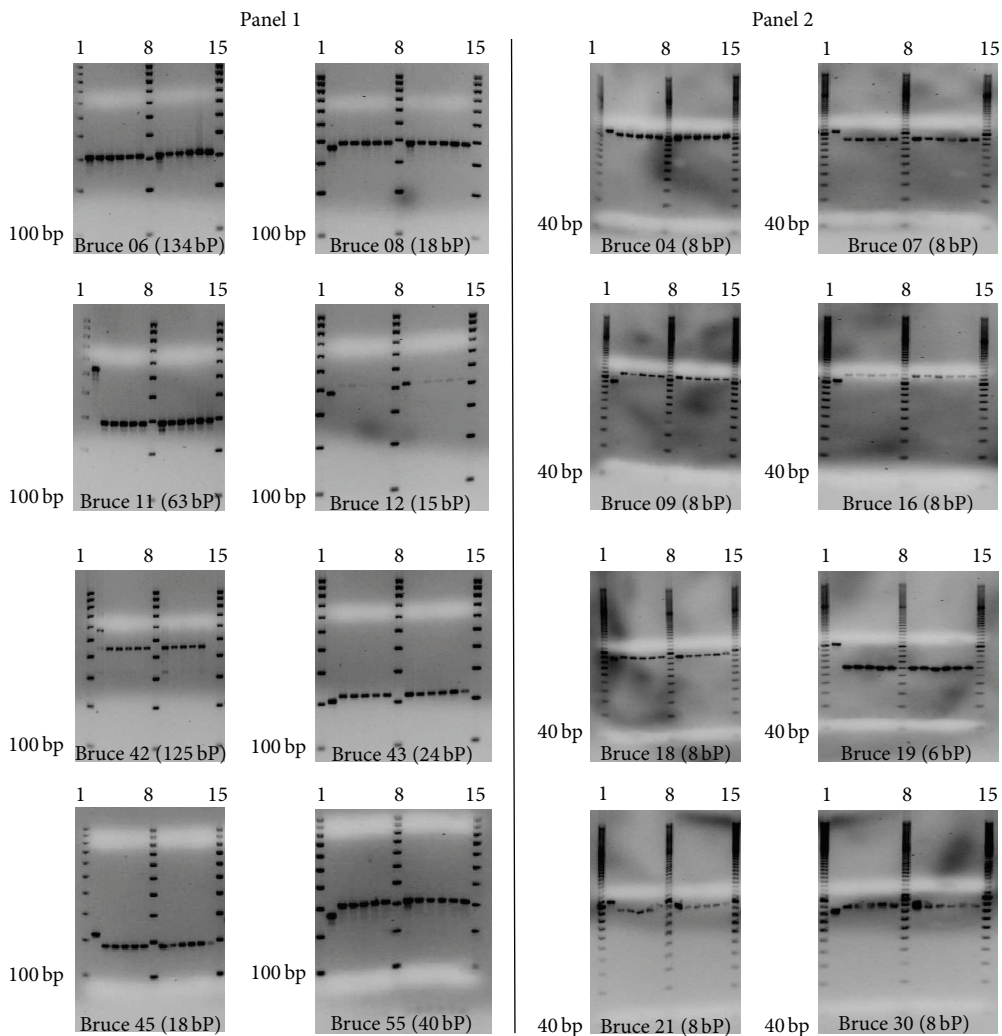 Panel 1
Panel 2
1 8 15
1 8 15
1 8 15
1 8 15
100 bp
Bruce 06 (134 bP)
100 bp
Bruce 08 (18 bP)
40 bp
Bruce 04 (8 bP)
40 bp
Bruce 07 (8 bP)
1 8 15
1 8 15
1 8 15
1 8 15
100 bp
Bruce 11 (63 bP)
100 bp
Bruce 12 (15 bP)
40 bp
Bruce 09 (8 bP)
40 bp
Bruce 16 (8 bP)
1 8 15
1 8 15
1 8 15
1 8 15
100 bp
Bruce 42 (125 bP)
100 bp
Bruce 43 (24 bP)
40 bp
Bruce 18 (8 bP)
40 bp
Bruce 19 (6 bP)
1 8 15
1 8 15
1 8 15
1 8 15
100 bp
Bruce 45 (18 bP)
100 bp
Bruce 55 (40 bP)
40 bp
Bruce 21 (8 bP)
40 bp
Bruce 30 (8 bP)